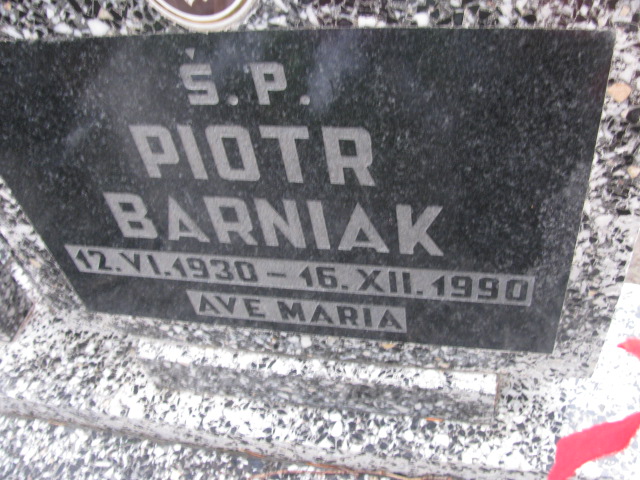 Ś.P.
PIOTR
BARNIAK
12.VI.1930 - 16.XII.1990
AVE MARIA